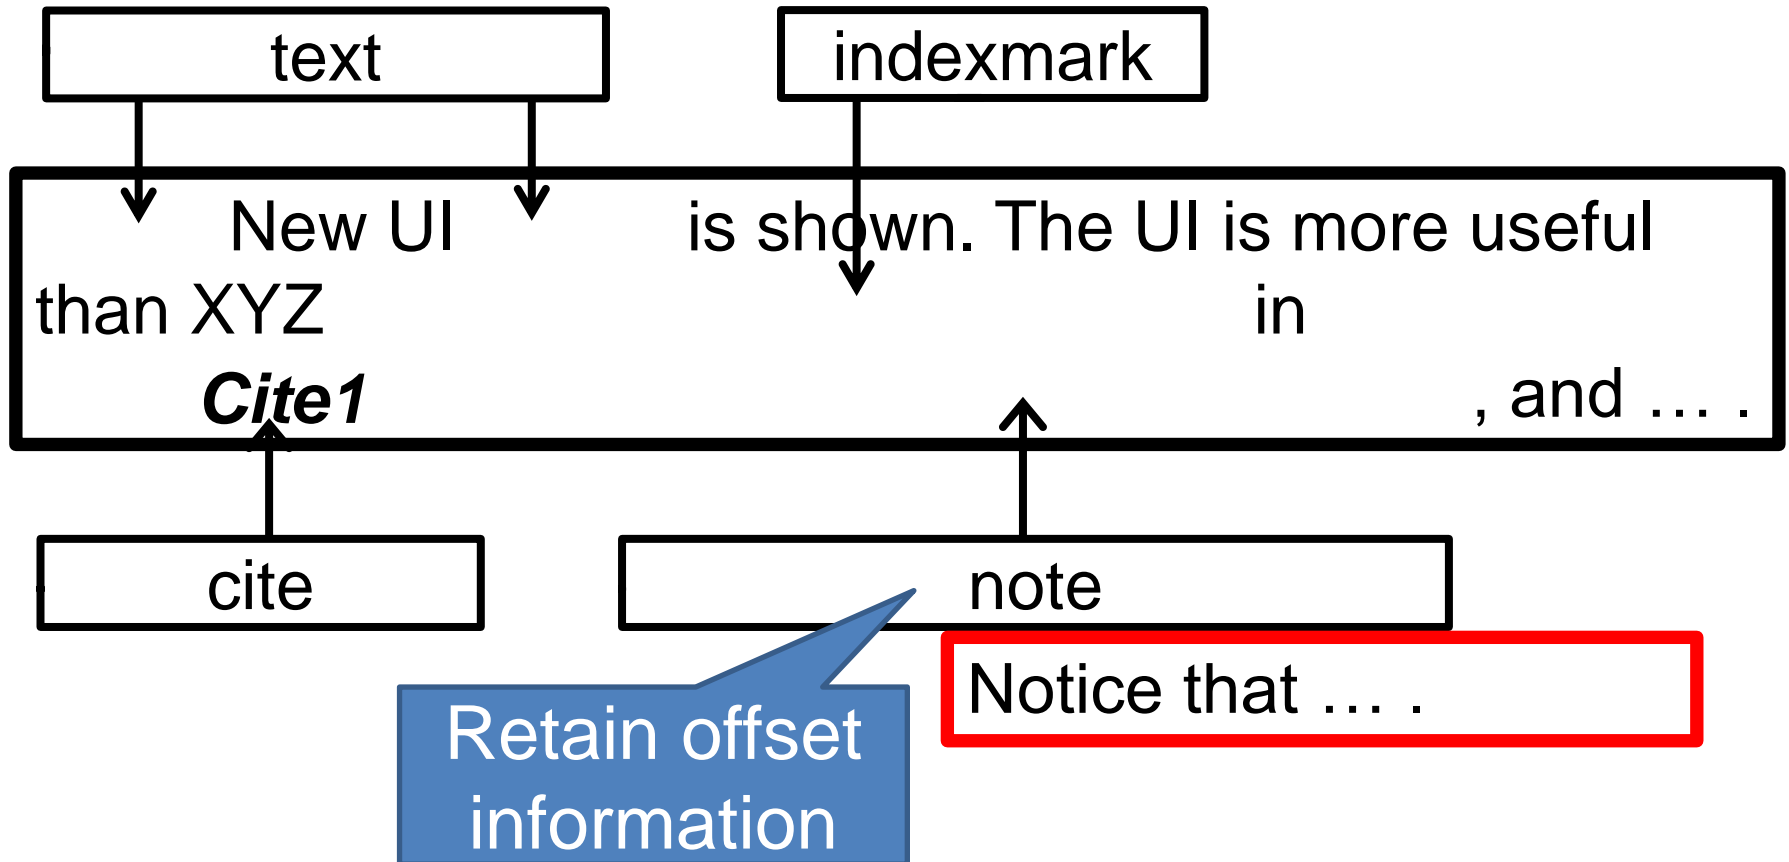 text
indexmark
New UI is shown. The UI is more useful
than XYZ in
Cite1 , and … .
cite
note
Notice that … .
Retain offset
information